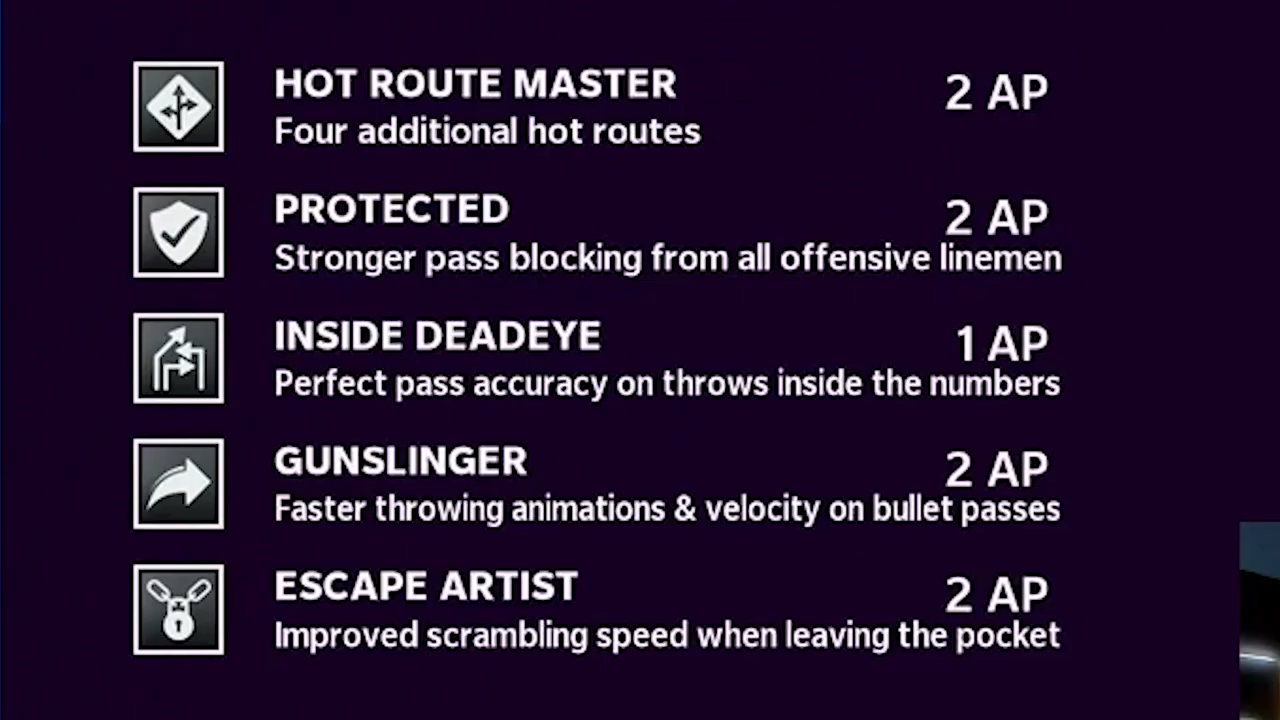 HOT ROUTE MASTER 2 AP
Four additional hot routes
PROTECTED 2 AP
Stronger pass blocking from all offensive linemen
INSIDE DEADEYE 1 AP
Perfect pass accuracy on throws inside the numbers
GUNSLINGER 2 AP
Faster throwing animations & velocity on bullet passes
ESCAPE ARTIST 2 AP
Improved scrambling speed when leaving the pocket